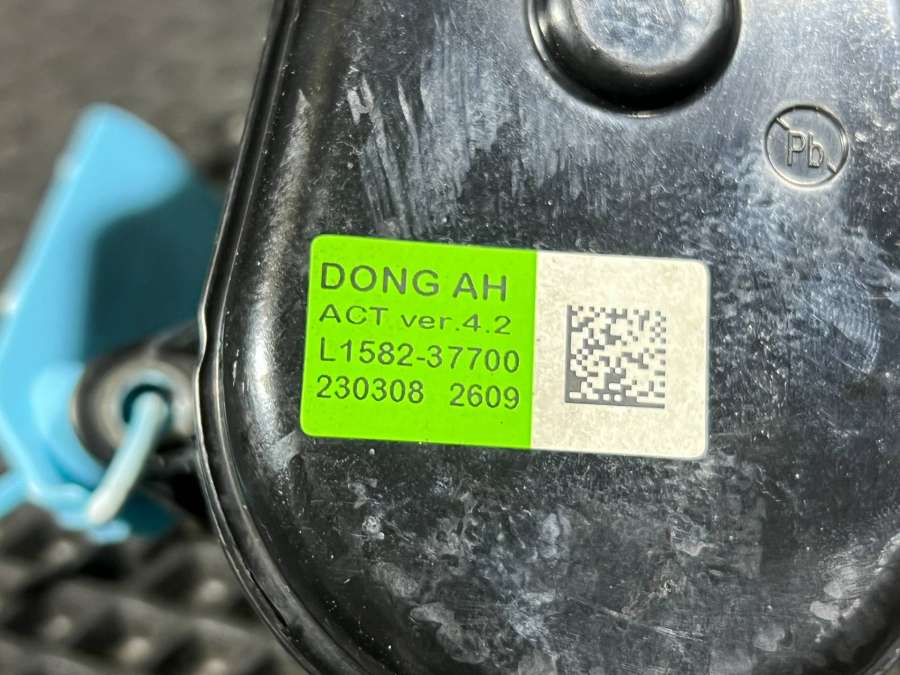 Pb
DONG AH
ACT ver.4.2
L1582-37700
230308 2609